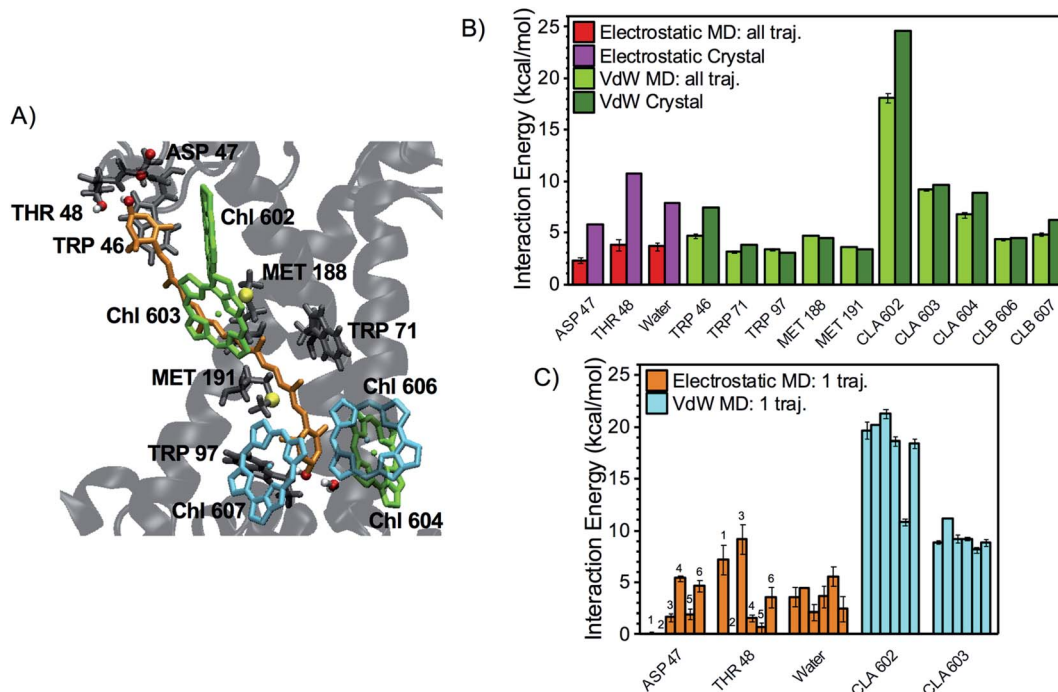 A)
ASP 47
THR 48
TRP 46
Chl 602
MET 188
Chl 603
TRP 71
MET 191
Chl 606
TRP 97
Chl 607
Chl 604
B)
Interaction Energy (kcal/mol)
25
20
15
10
5
0
Electrostatic MD: all traj.
Electrostatic Crystal
VdW MD: all traj.
VdW Crystal
ASP 47
THR 48
Water
TRP 46
TRP 71
TRP 97
MET 188
MET 191
CLA 602
CLA 603
CLA 604
CLB 606
CLB 607
C)
Interaction Energy (kcal/mol)
25
20
15
10
5
0
Electrostatic MD: 1 traj.
VdW MD: 1 traj.
1
2
3
4
5
6
1
2
3
4
5
6
ASP 47
THR 48
Water
CLA 602
CLA 603